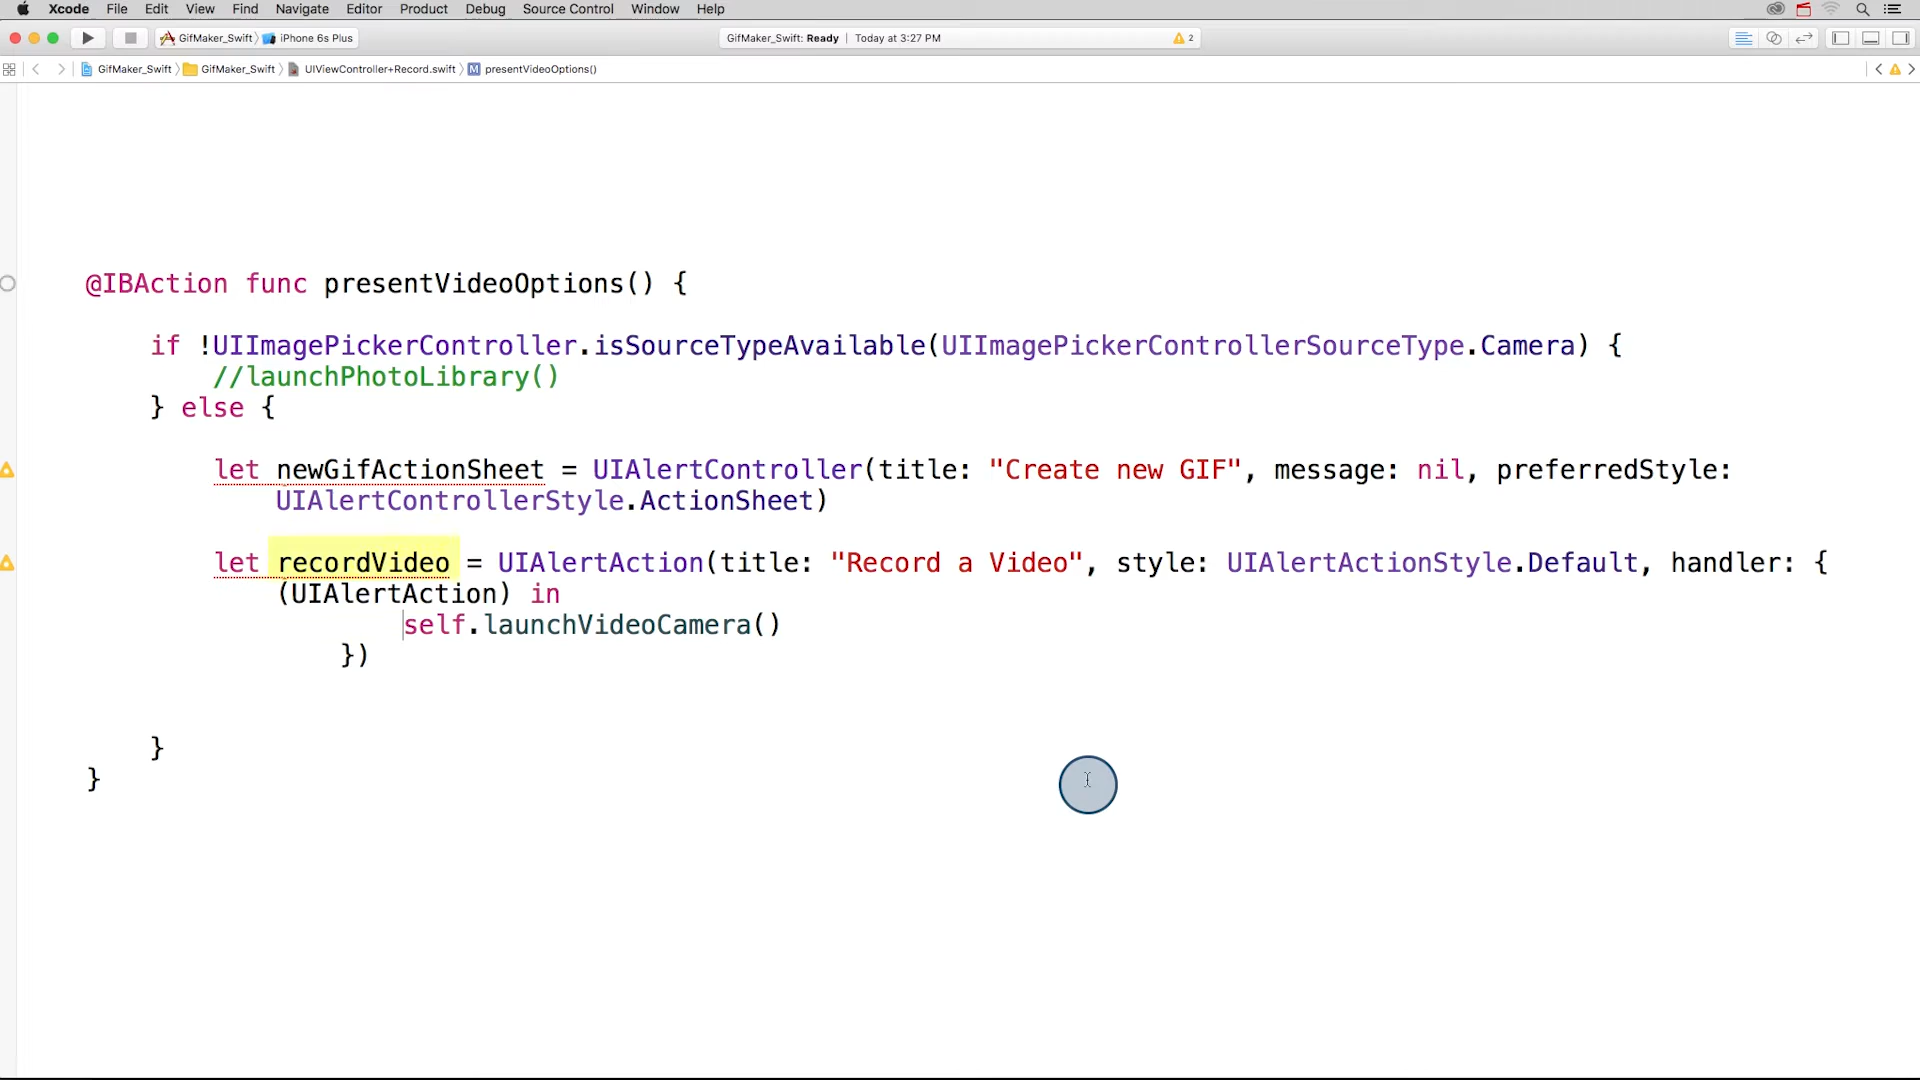 Xcode File Edit View Find Navigate Editor Product Debug Source Control Window Help
GifMaker_Swift iPhone 6s Plus GifMaker_Swift: Ready Today at 3:27 PM 2
GifMaker_Swift GifMaker_Swift UIViewController+Record.swift M presentVideoOptions()
@IBAction func presentVideoOptions() {
if !UIImagePickerController.isSourceTypeAvailable(UIImagePickerControllerSourceType.Camera) {
//launchPhotoLibrary()
} else {
let newGifActionSheet = UIAlertController(title: "Create new GIF", message: nil, preferredStyle:
UIAlertControllerStyle.ActionSheet)
let recordVideo = UIAlertAction(title: "Record a Video", style: UIAlertActionStyle.Default, handler: {
(UIAlertAction) in
self.launchVideoCamera()
})
}
}